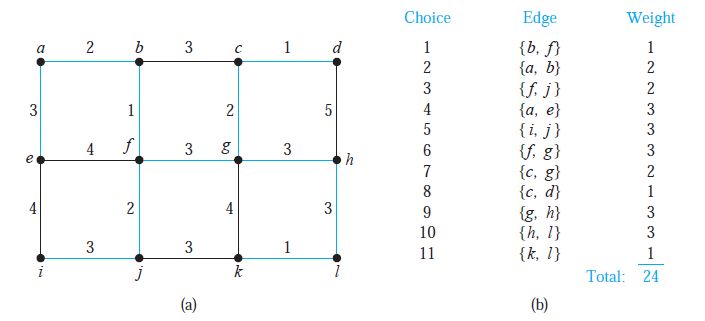 Choice Edge Weight
a 2 b 3 c 1 d
3 1 2 5
e 4 f 3 g 3 h
4 2 4 3
i 3 j 3 k 1 l
(a)
1 {b, f} 1
2 {a, b} 2
3 {f, j} 2
4 {a, e} 3
5 {i, j} 3
6 {f, g} 3
7 {c, g} 2
8 {c, d} 1
9 {g, h} 3
10 {h, l} 3
11 {k, l} 1
Total: 24
(b)